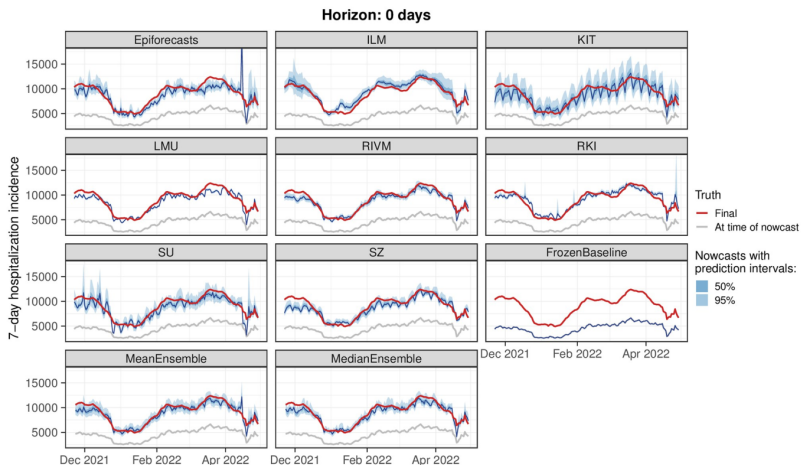 Horizon: 0 days
Epiforecasts
ILM
KIT
15000
10000
5000
LMU
RIVM
RKI
15000
10000
5000
SU
SZ
FrozenBaseline
15000
10000
5000
Dec 2021
Feb 2022
Apr 2022
MeanEnsemble
MedianEnsemble
15000
10000
5000
Dec 2021
Feb 2022
Apr 2022
Dec 2021
Feb 2022
Apr 2022
7−day hospitalization incidence
Truth
Final
At time of nowcast
Nowcasts with
prediction intervals:
50%
95%